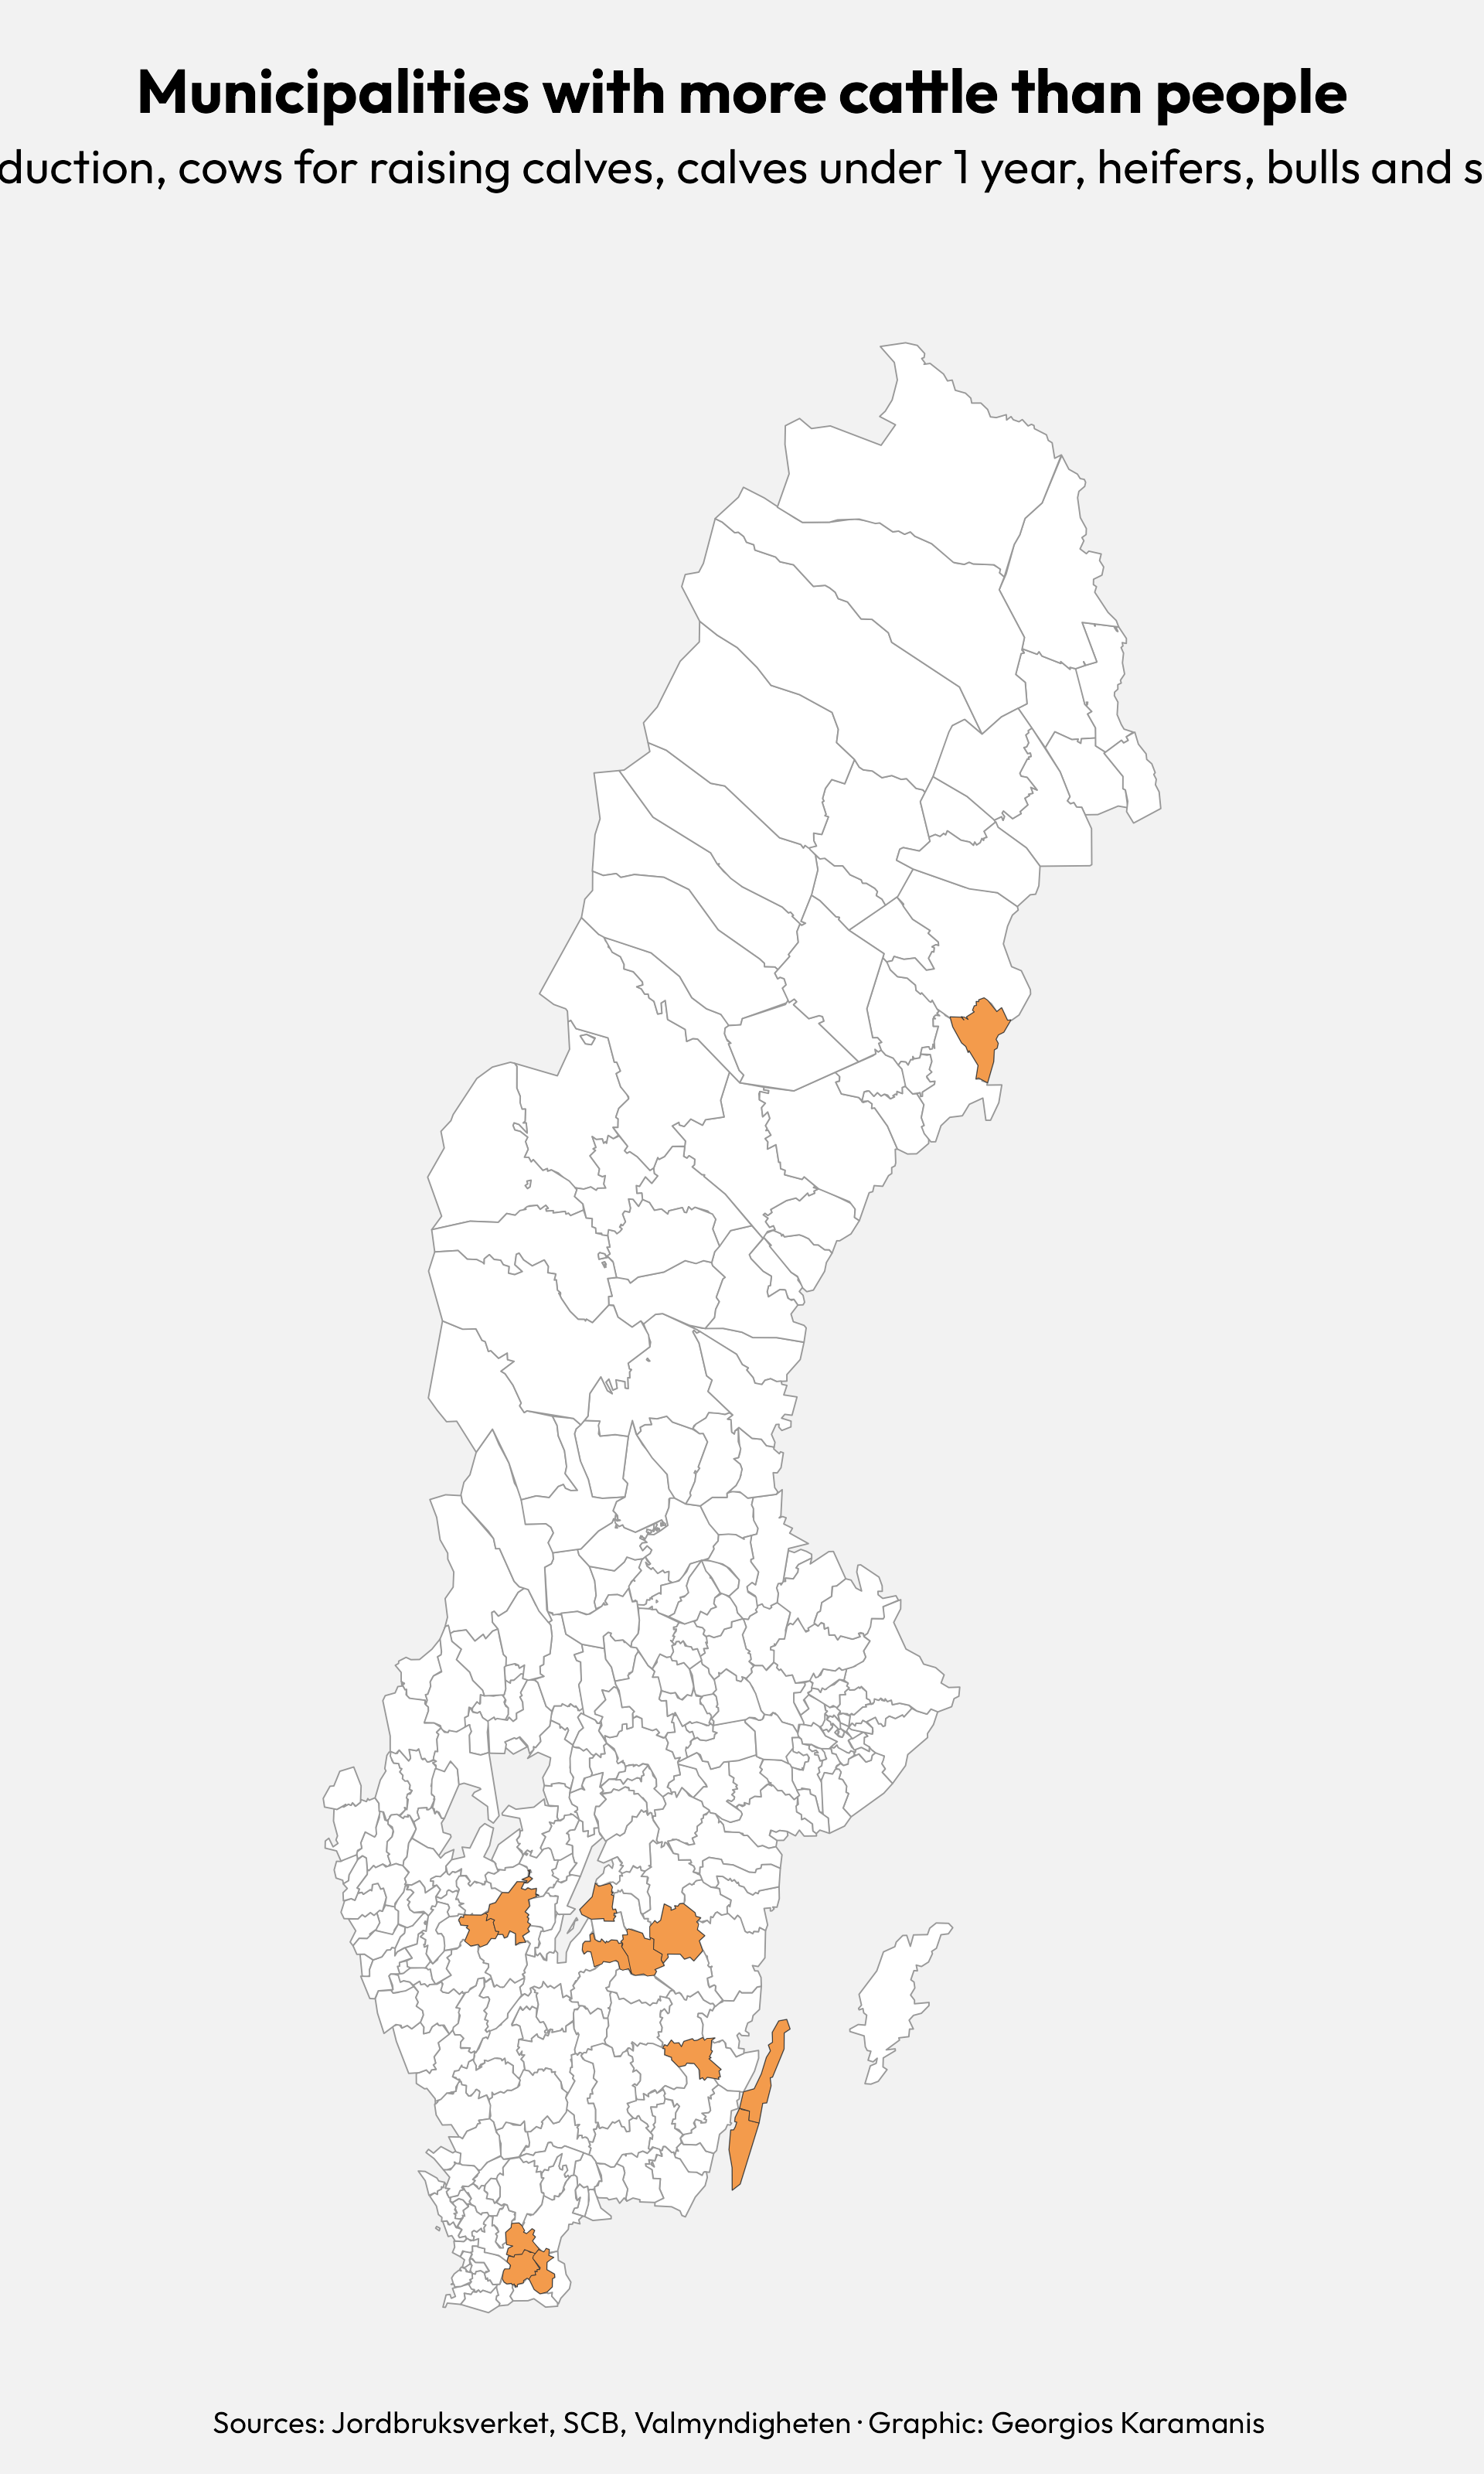 Municipalities with more cattle than people
duction, cows for raising calves, calves under 1 year, heifers, bulls and s
Sources: Jordbruksverket, SCB, Valmyndigheten · Graphic: Georgios Karamanis